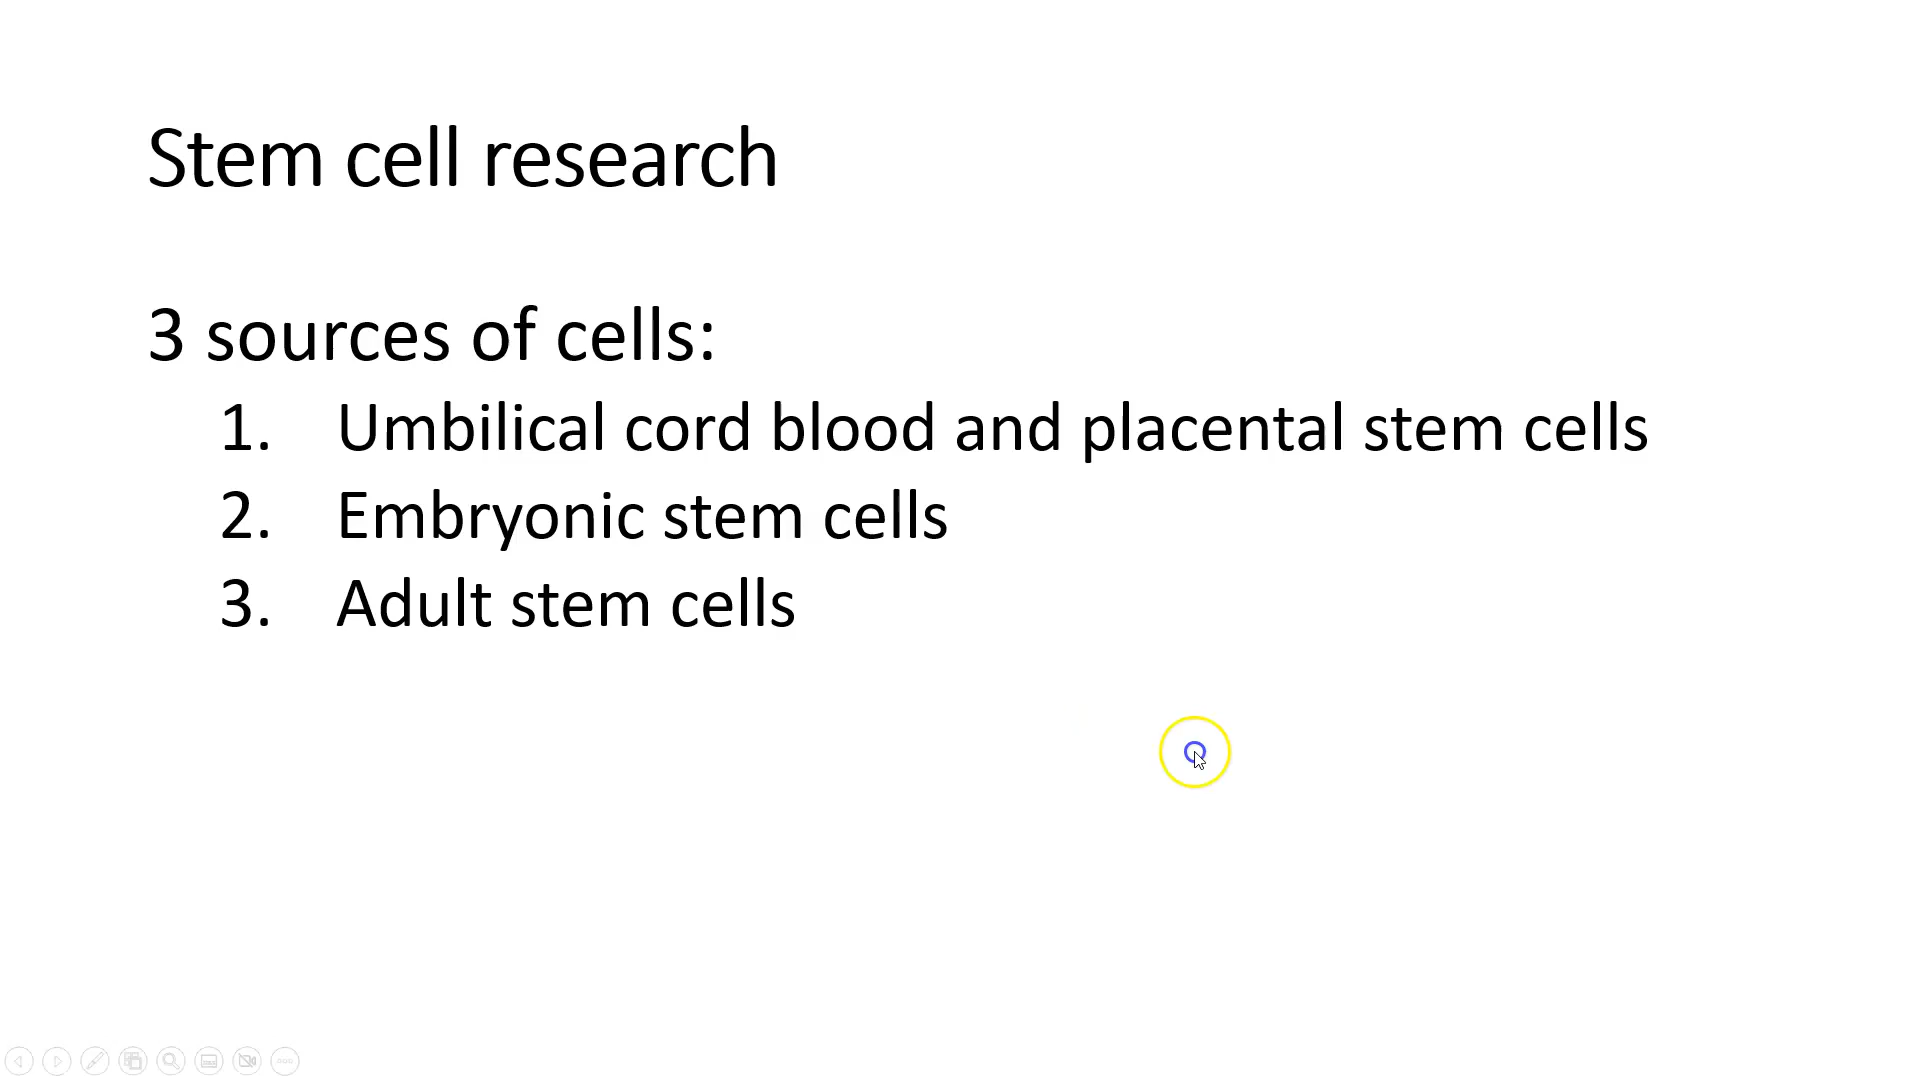 Stem cell research
3 sources of cells:
1. Umbilical cord blood and placental stem cells
2. Embryonic stem cells
3. Adult stem cells